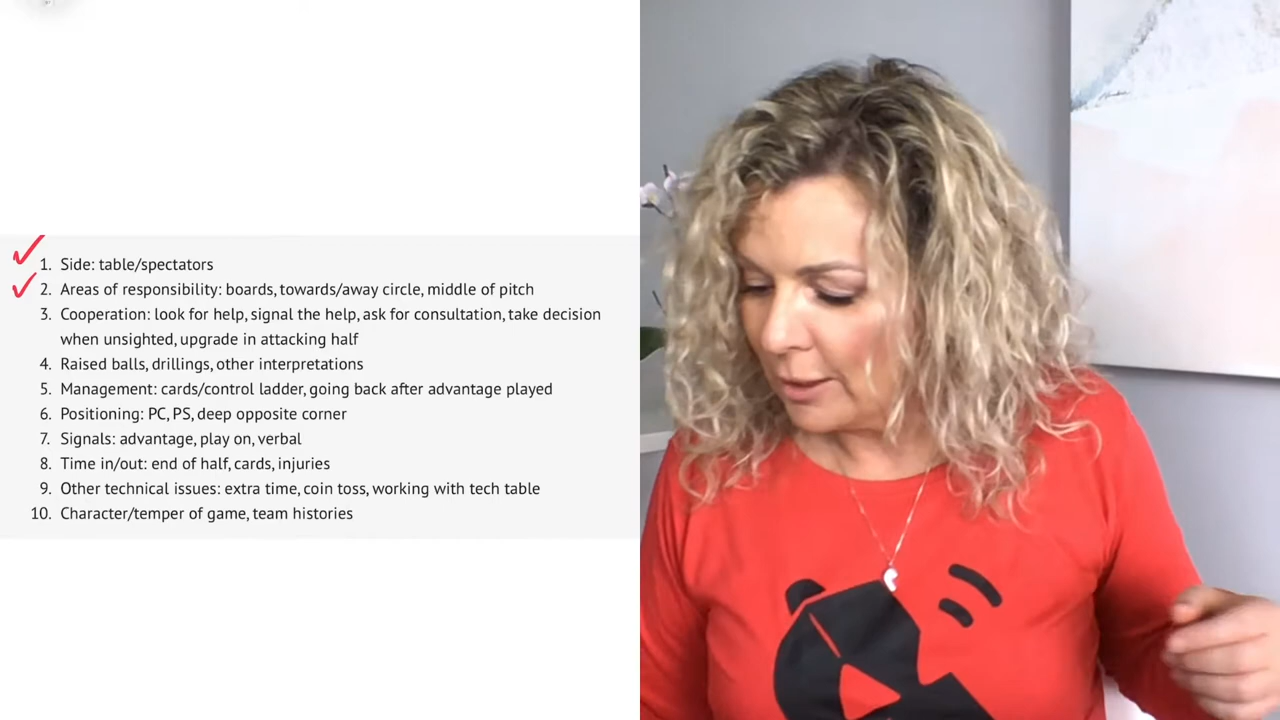 1. Side: table/spectators
2. Areas of responsibility: boards, towards/away circle, middle of pitch
3. Cooperation: look for help, signal the help, ask for consultation, take decision
when unsighted, upgrade in attacking half
4. Raised balls, drillings, other interpretations
5. Management: cards/control ladder, going back after advantage played
6. Positioning: PC, PS, deep opposite corner
7. Signals: advantage, play on, verbal
8. Time in/out: end of half, cards, injuries
9. Other technical issues: extra time, coin toss, working with tech table
10. Character/temper of game, team histories